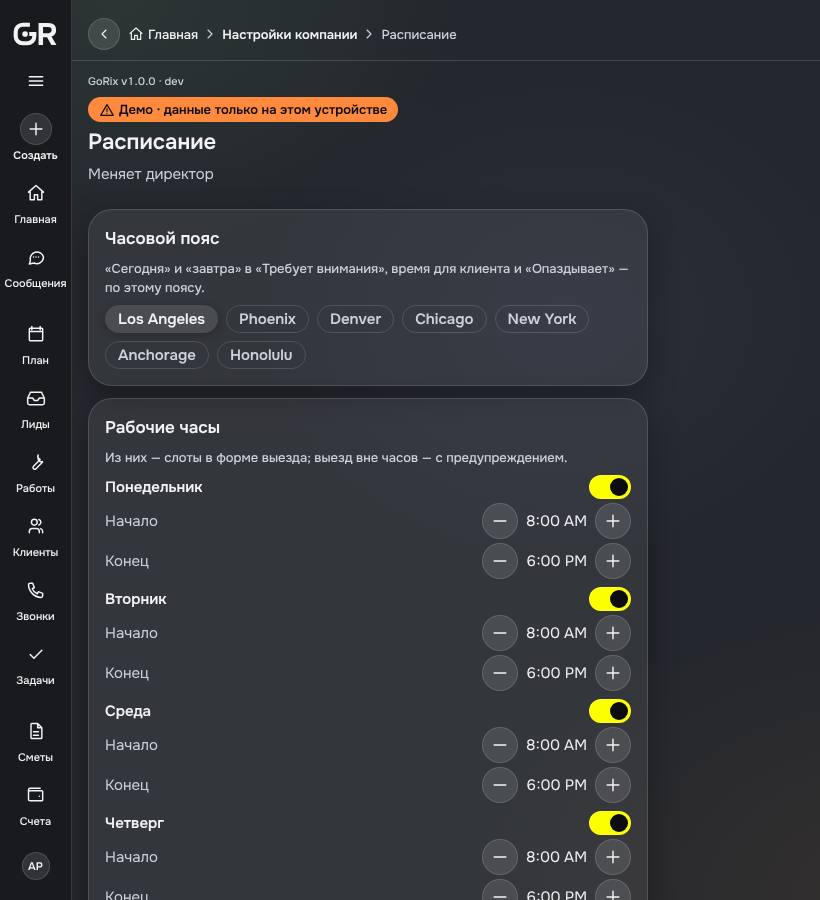 GR
Главная
Настройки компании
Расписание
GoRix v1.0.0 · dev
Демо · данные только на этом устройстве
Расписание
Меняет директор
Создать
Главная
Сообщения
План
Лиды
Работы
Клиенты
Звонки
Задачи
Сметы
Счета
AP
Часовой пояс
«Сегодня» и «завтра» в «Требует внимания», время для клиента и «Опаздывает» —
по этому поясу.
Los Angeles
Phoenix
Denver
Chicago
New York
Anchorage
Honolulu
Рабочие часы
Из них — слоты в форме выезда; выезд вне часов — с предупреждением.
Понедельник
Начало
8:00 AM
Конец
6:00 PM
Вторник
Начало
8:00 AM
Конец
6:00 PM
Среда
Начало
8:00 AM
Конец
6:00 PM
Четверг
Начало
8:00 AM
Конец
6:00 PM